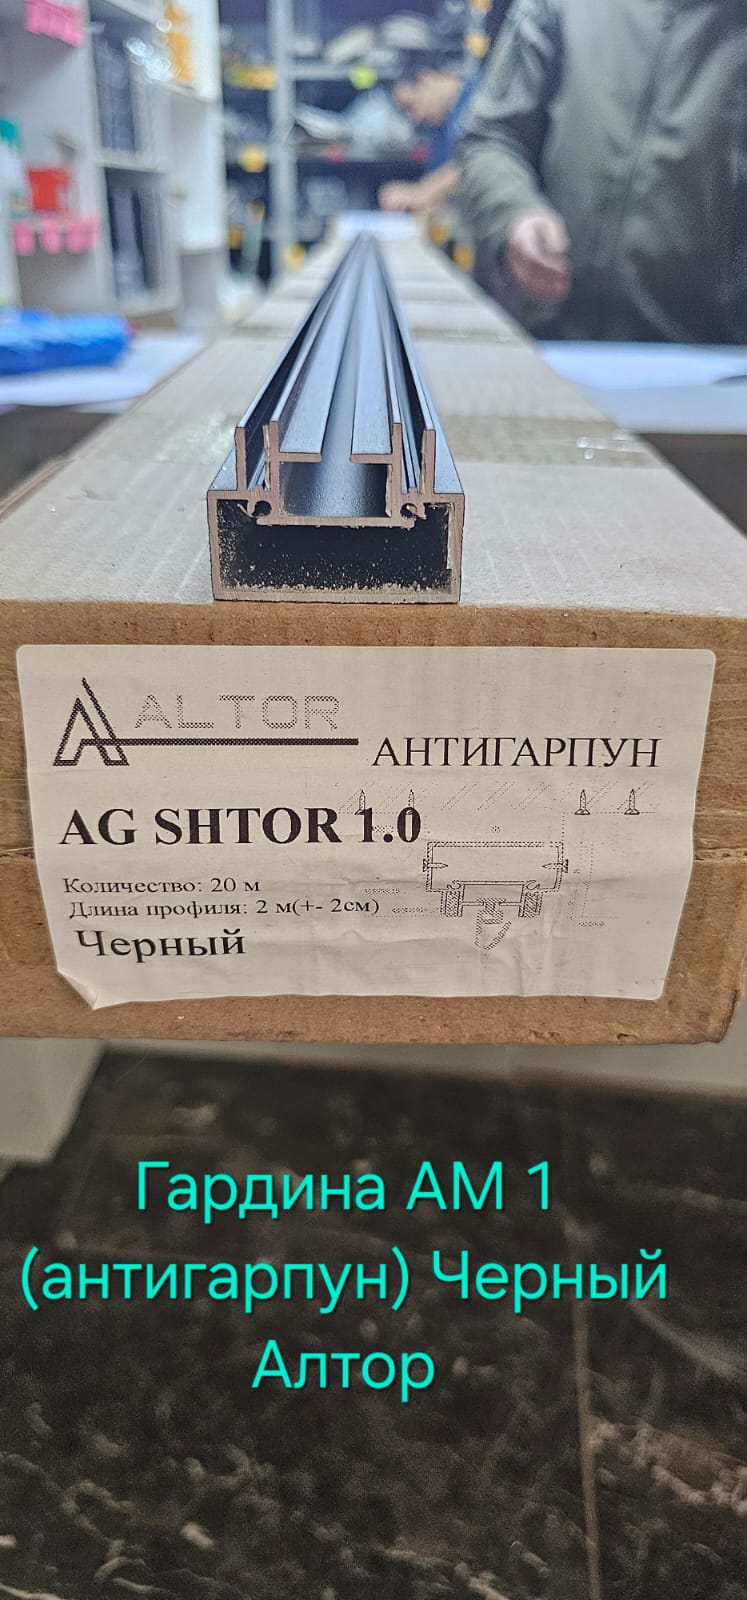 ALTOR
АНТИГАРПУН
AG SHTOR 1.0
Количество: 20 м
Длина профиля: 2 м(+- 2см)
Черный
Гардина АМ 1
(антигарпун) Черный
Алтор